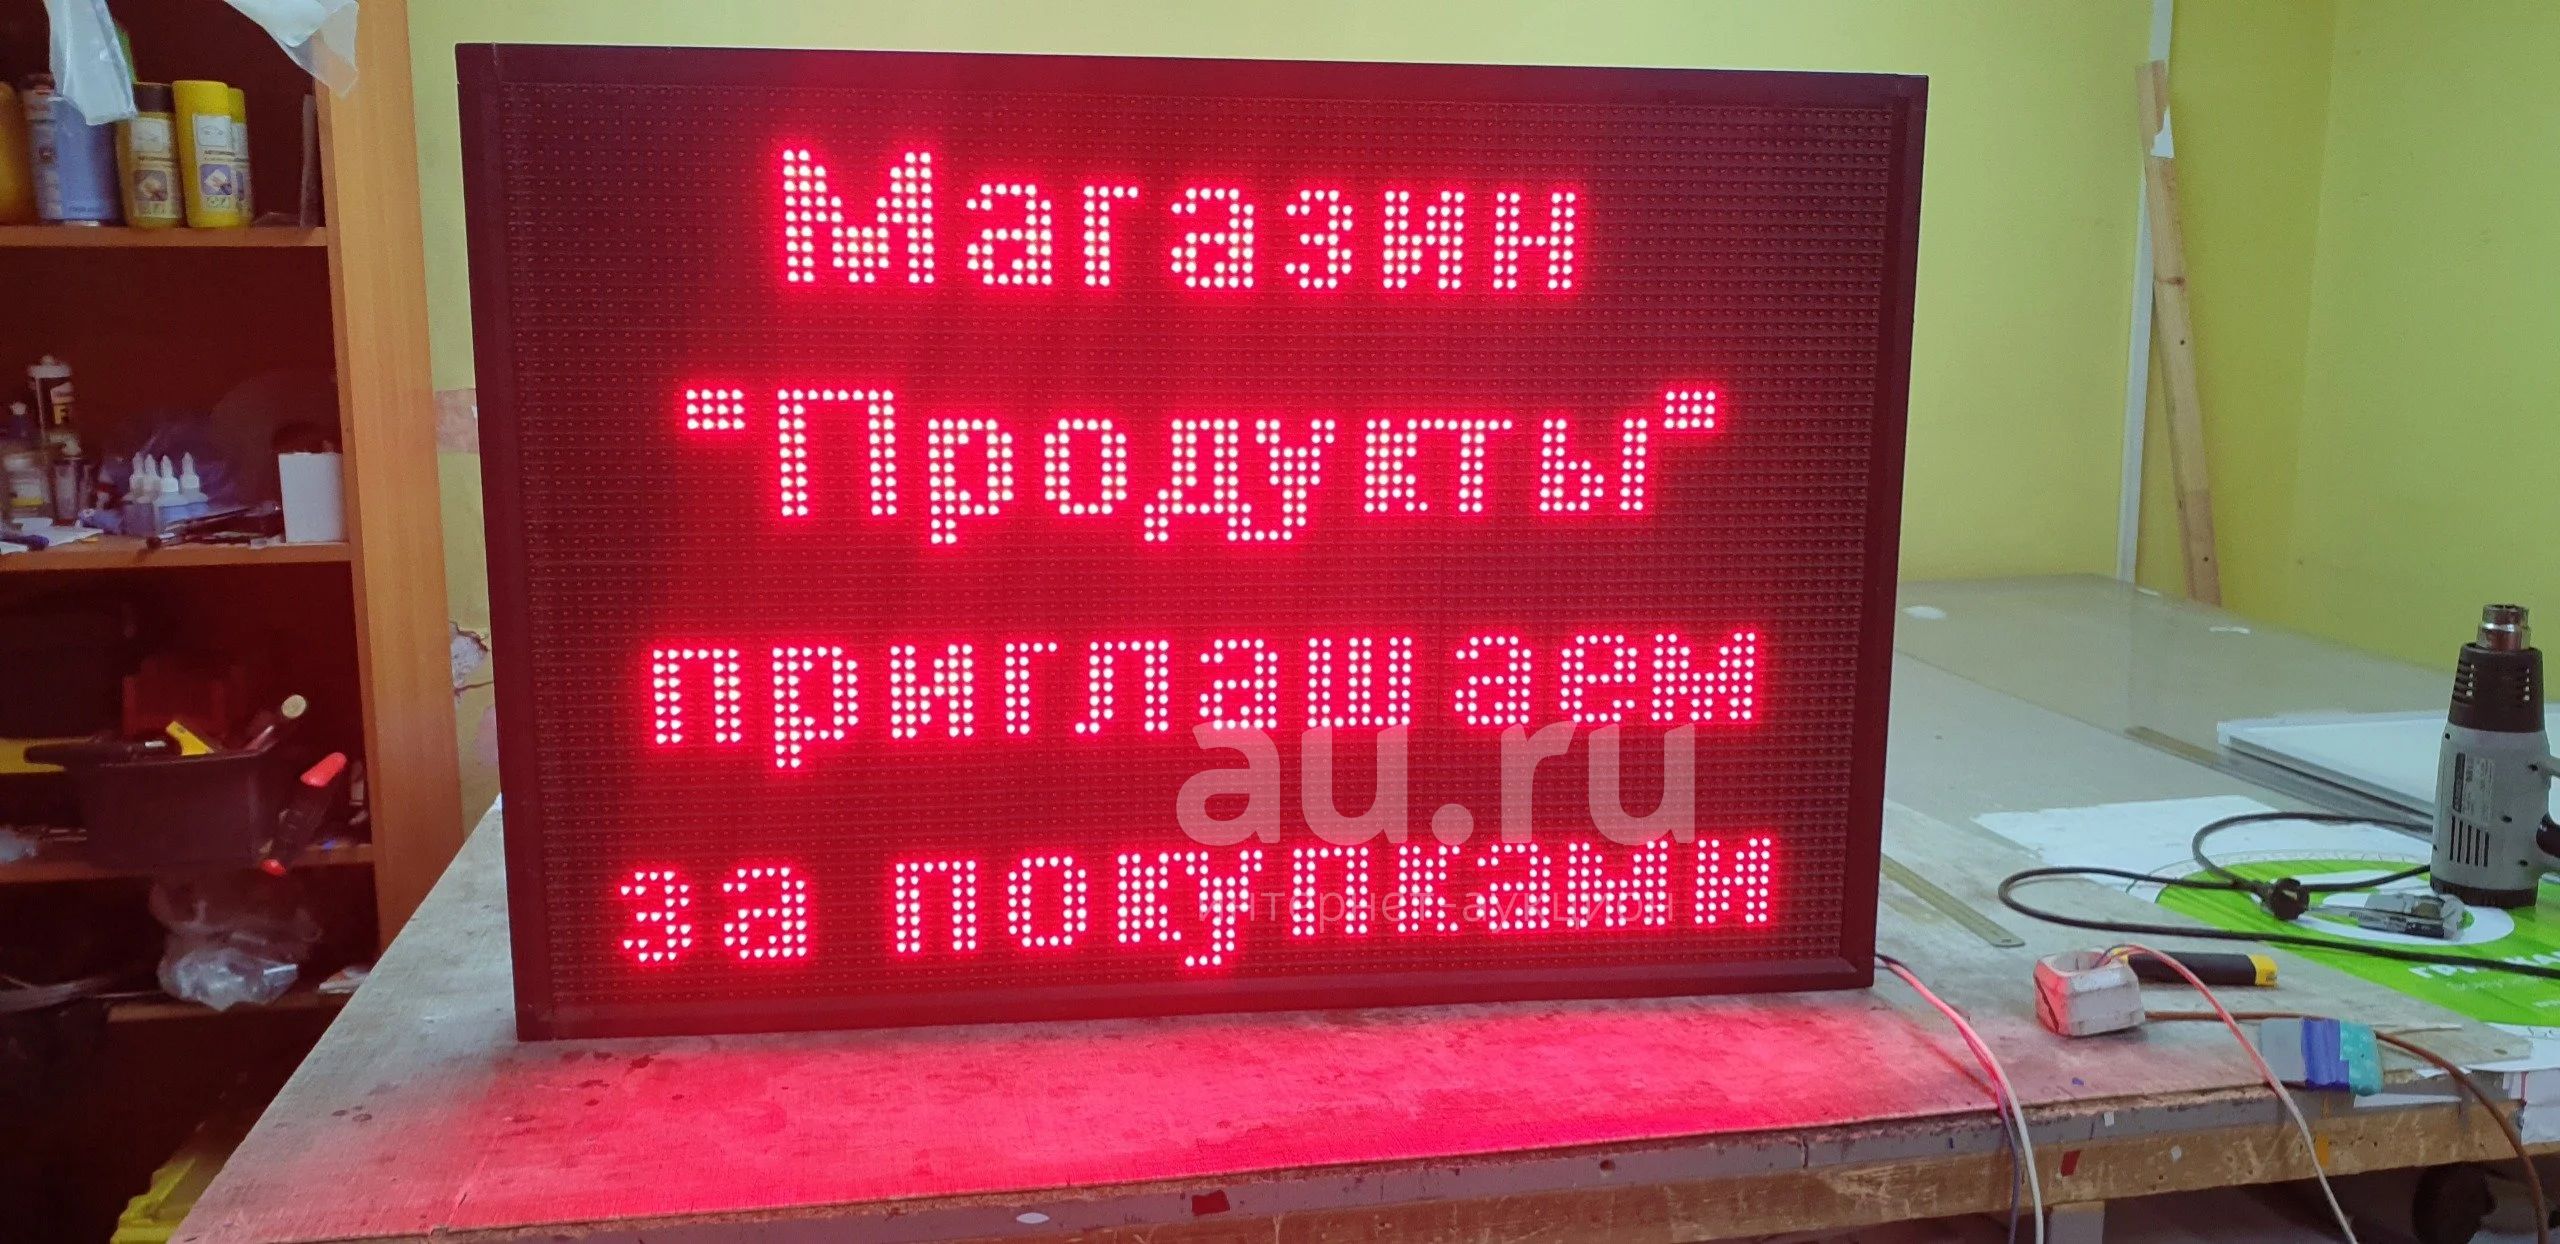 Магазин
"Продукты"
приглашаем
за покупками
au.ru
интернет-аукцион